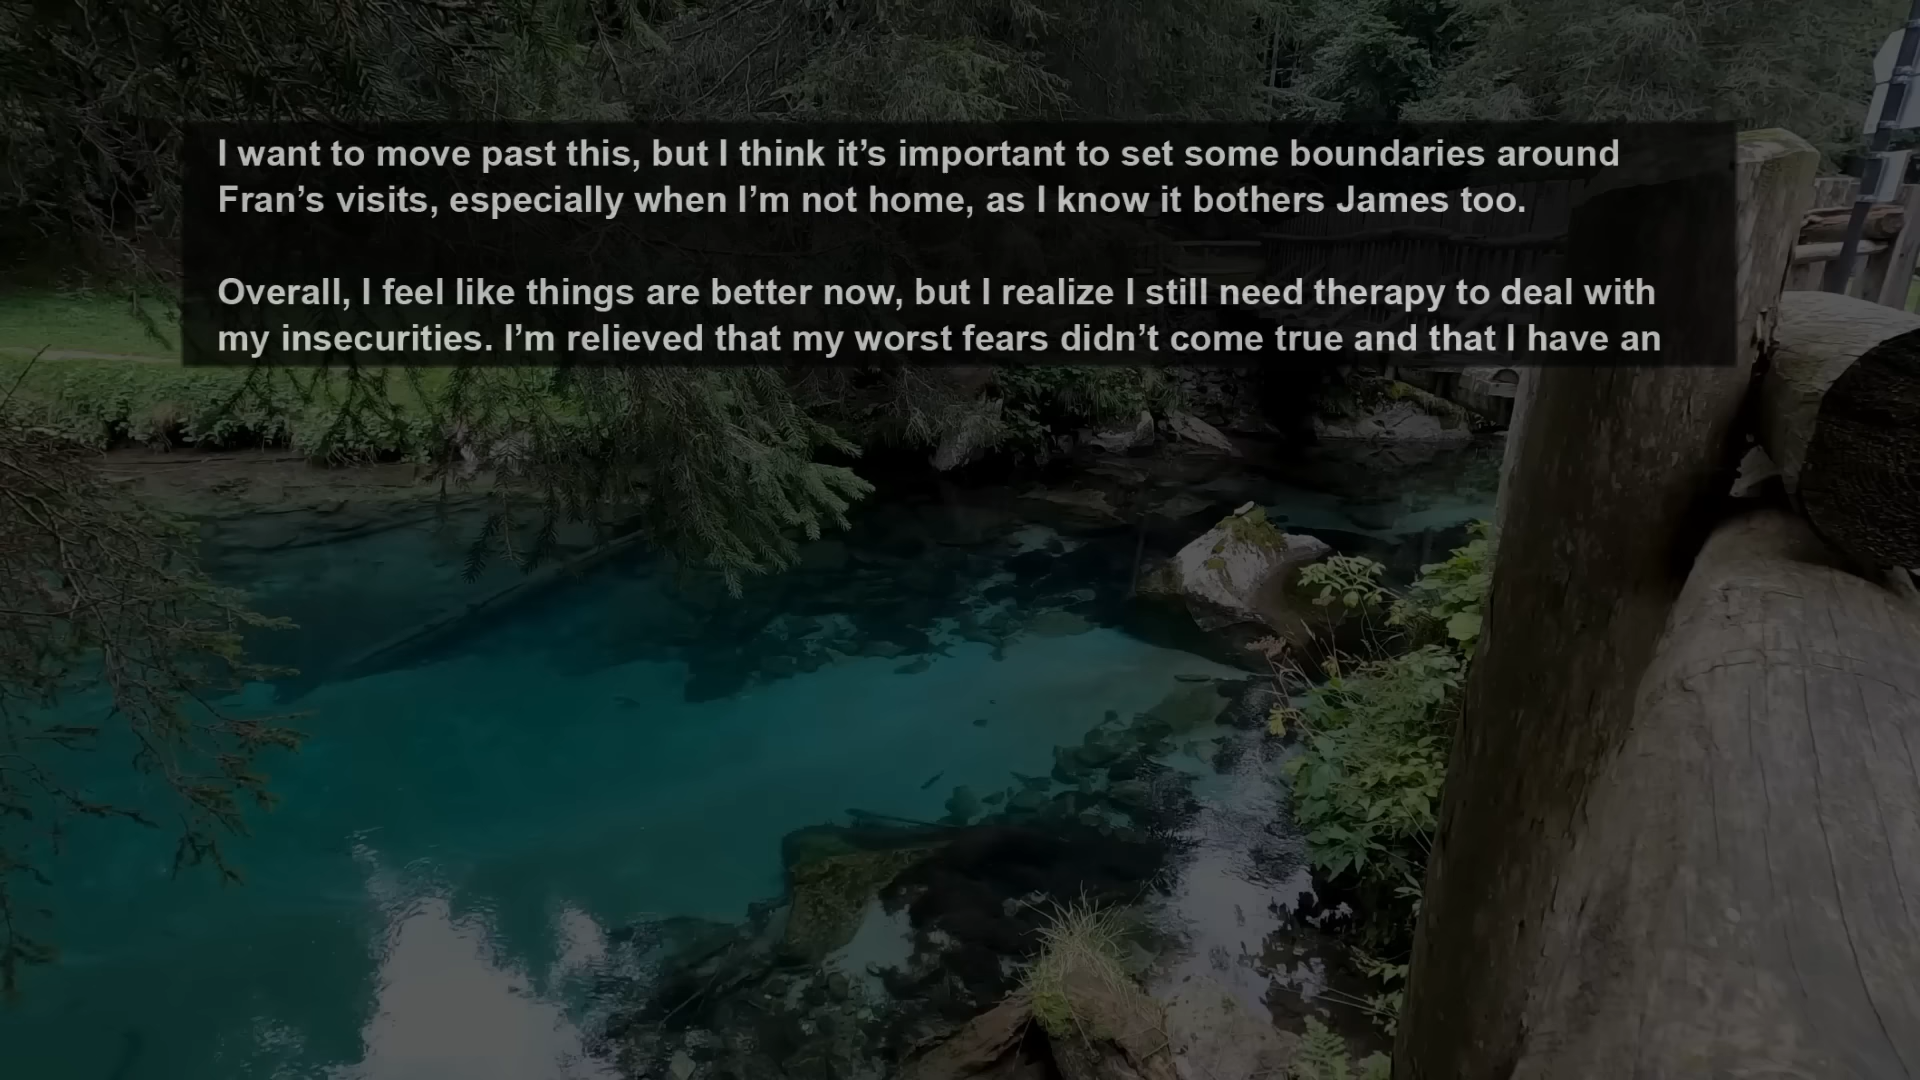 I want to move past this, but I think it’s important to set some boundaries around
Fran’s visits, especially when I’m not home, as I know it bothers James too.
Overall, I feel like things are better now, but I realize I still need therapy to deal with
my insecurities. I’m relieved that my worst fears didn’t come true and that I have an